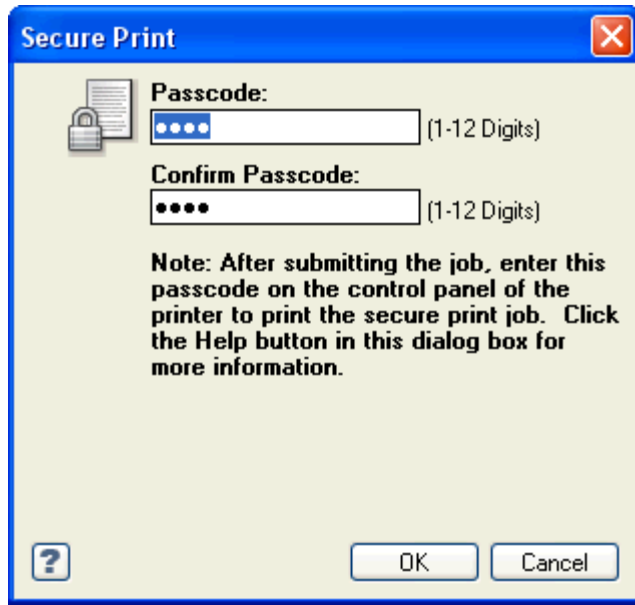 Secure Print
Passcode:
•••• (1-12 Digits)
Confirm Passcode:
•••• (1-12 Digits)
Note: After submitting the job, enter this
passcode on the control panel of the
printer to print the secure print job.  Click
the Help button in this dialog box for
more information.
? OK Cancel